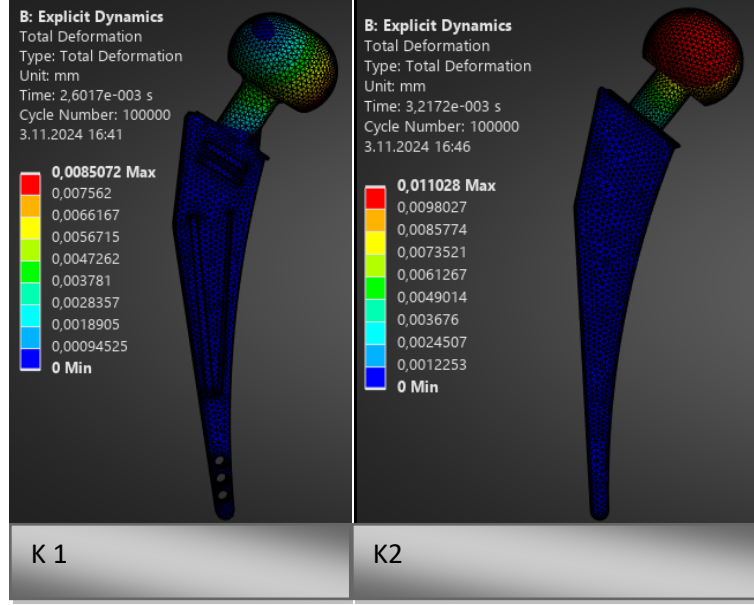 B: Explicit Dynamics
Total Deformation
Type: Total Deformation
Unit: mm
Time: 2,6017e-003 s
Cycle Number: 100000
3.11.2024 16:41
0,0085072 Max
0,007562
0,0066167
0,0056715
0,0047262
0,003781
0,0028357
0,0018905
0,00094525
0 Min
K 1
B: Explicit Dynamics
Total Deformation
Type: Total Deformation
Unit: mm
Time: 3,2172e-003 s
Cycle Number: 100000
3.11.2024 16:46
0,011028 Max
0,0098027
0,0085774
0,0073521
0,0061267
0,0049014
0,003676
0,0024507
0,0012253
0 Min
K2